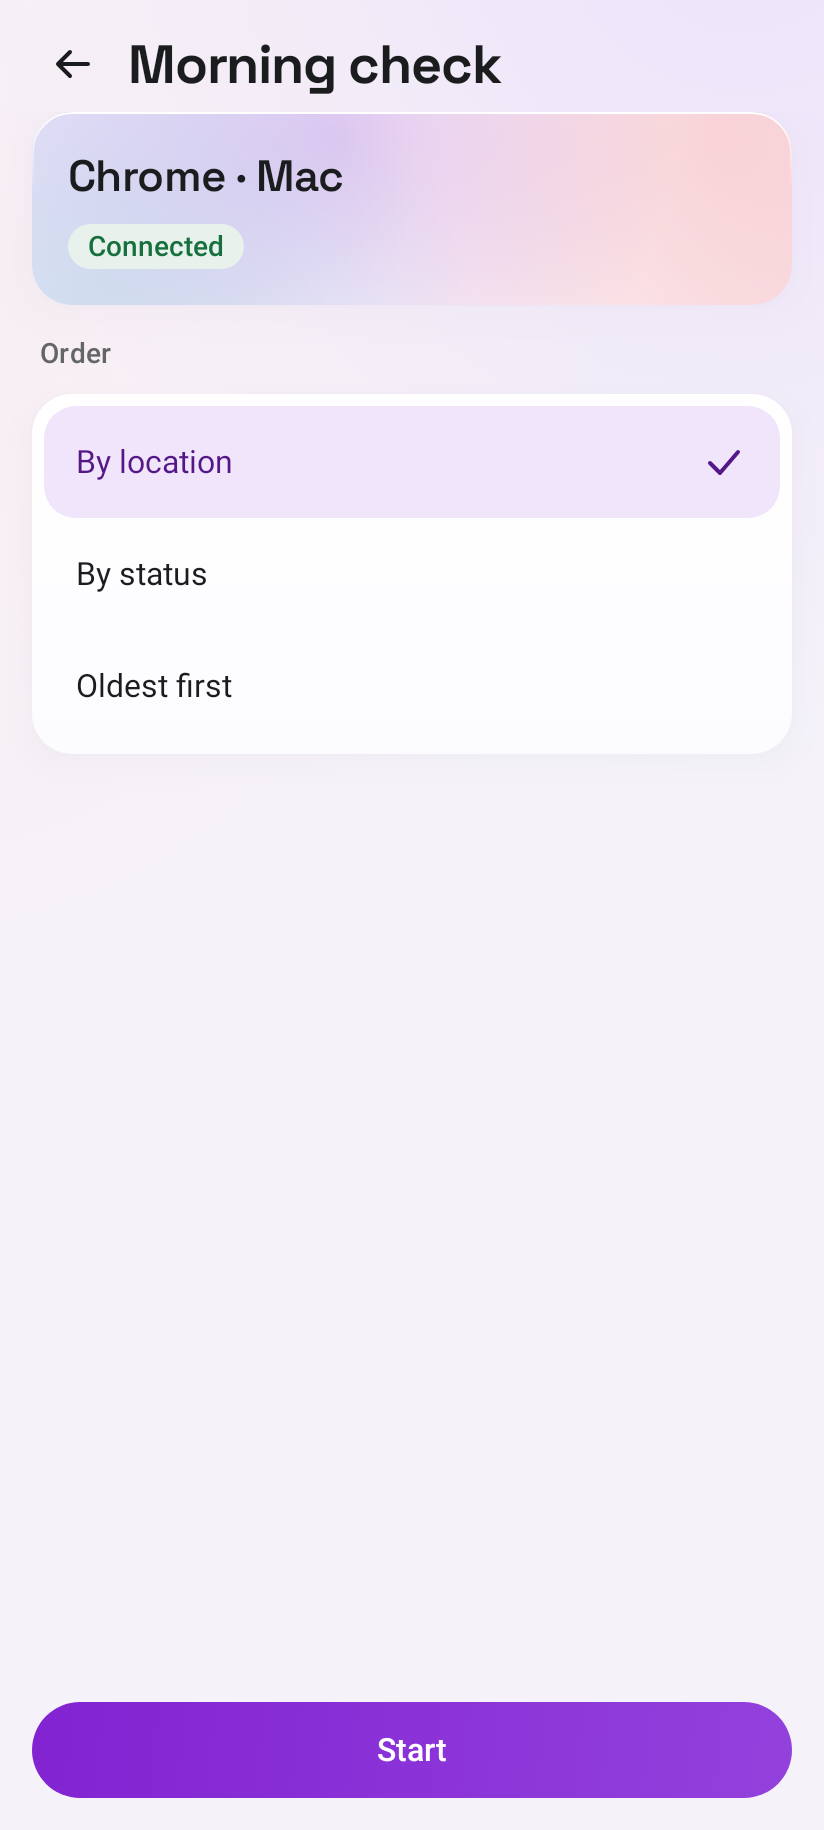 Morning check
Chrome · Mac
Connected
Order
By location
By status
Oldest first
Start